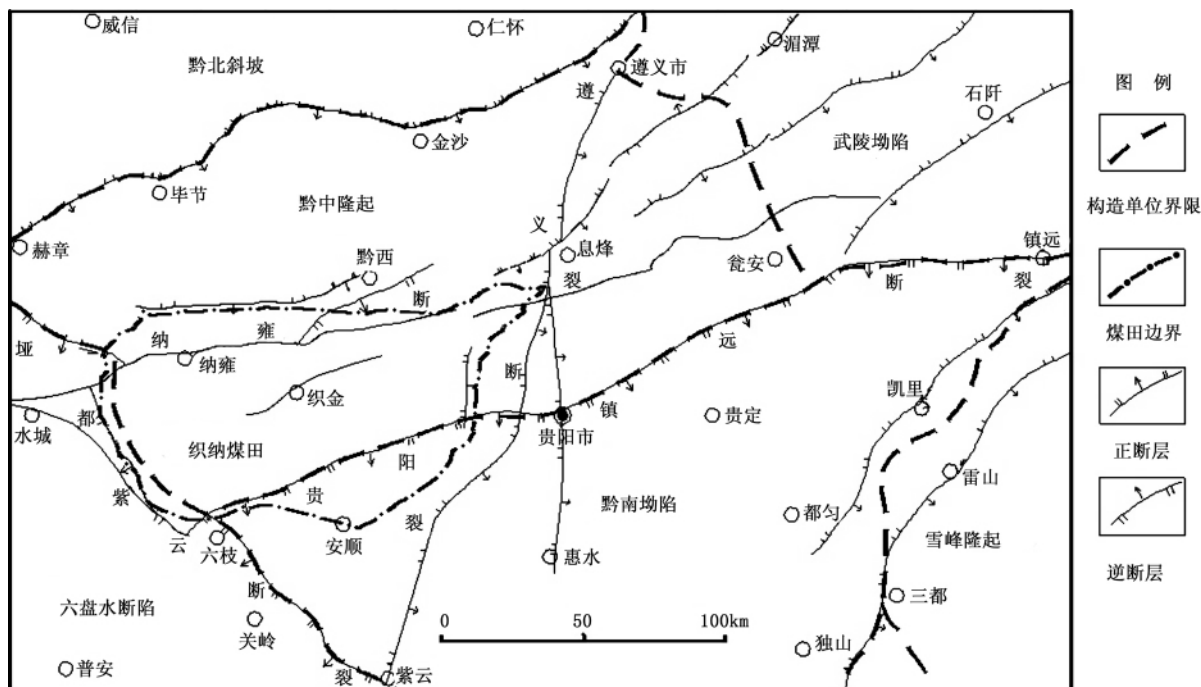 威信
仁怀
湄潭
黔北斜坡
遵义市
遵
石阡
金沙
武陵坳陷
毕节
黔中隆起
义
赫章
黔西
息烽
瓮安
镇远
断
裂
断
垭
纳
雍
纳雍
远
裂
断
织金
凯里
水城
都
镇
贵阳市
贵定
织纳煤田
阳
紫
贵
黔南坳陷
雷山
云
六枝
安顺
裂
都匀
雪峰隆起
惠水
断
六盘水断陷
三都
关岭
0 50 100km
独山
普安
裂
紫云
图 例
构造单位界限
煤田边界
正断层
逆断层